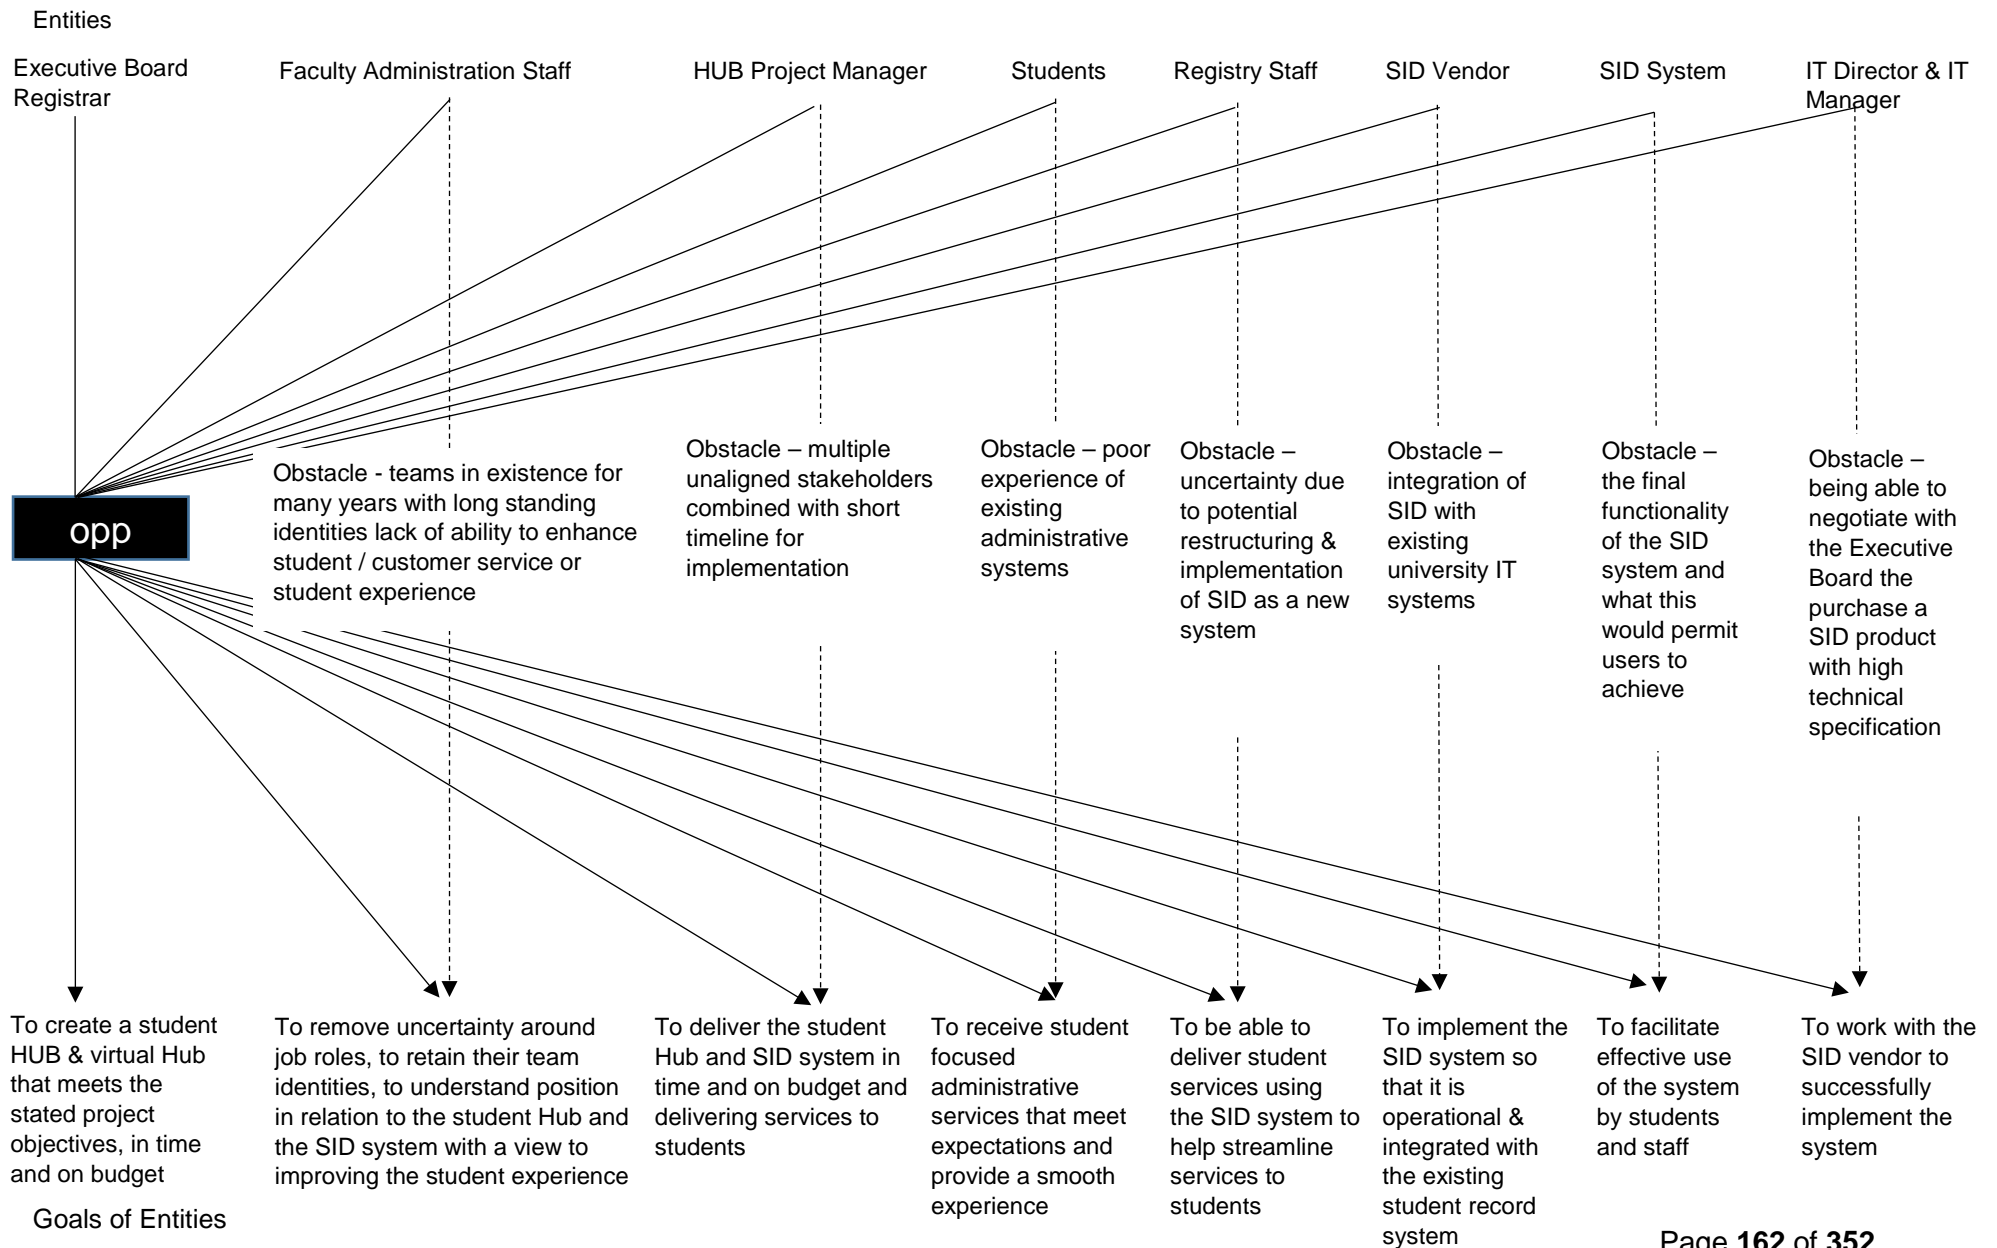 Entities
Executive Board
Registrar
Faculty Administration Staff
HUB Project Manager
Students
Registry Staff
SID Vendor
SID System
IT Director & IT
Manager
opp
Obstacle - teams in existence for
many years with long standing
identities lack of ability to enhance
student / customer service or
student experience
Obstacle – multiple
unaligned stakeholders
combined with short
timeline for
implementation
Obstacle – poor
experience of
existing
administrative
systems
Obstacle –
uncertainty due
to potential
restructuring &
implementation
of SID as a new
system
Obstacle –
integration of
SID with
existing
university IT
systems
Obstacle –
the final
functionality
of the SID
system and
what this
would permit
users to
achieve
Obstacle –
being able to
negotiate with
the Executive
Board the
purchase a
SID product
with high
technical
specification
To create a student
HUB & virtual Hub
that meets the
stated project
objectives, in time
and on budget
To remove uncertainty around
job roles, to retain their team
identities, to understand position
in relation to the student Hub and
the SID system with a view to
improving the student experience
To deliver the student
Hub and SID system in
time and on budget and
delivering services to
students
To receive student
focused
administrative
services that meet
expectations and
provide a smooth
experience
To be able to
deliver student
services using
the SID system to
help streamline
services to
students
To implement the
SID system so
that it is
operational &
integrated with
the existing
student record
system
To facilitate
effective use
of the system
by students
and staff
To work with the
SID vendor to
successfully
implement the
system
Goals of Entities
Page 162 of 352